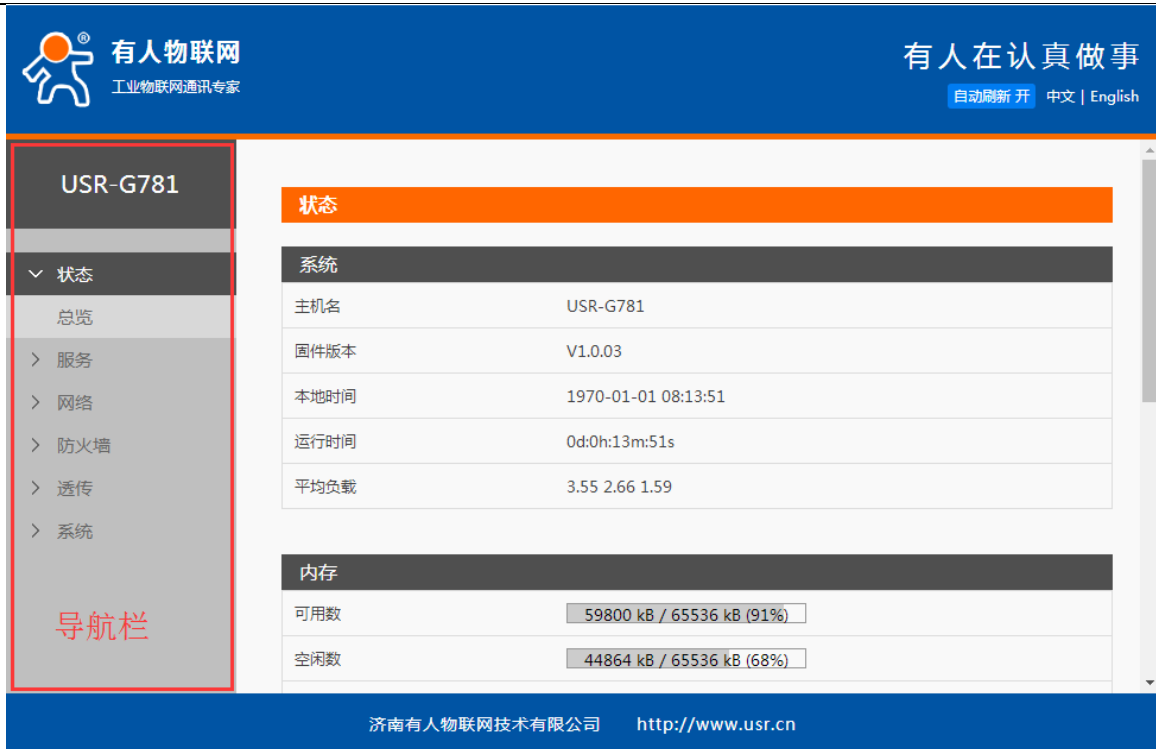 有人物联网
工业物联网通讯专家
有人在认真做事
自动刷新 开 中文 | English
USR-G781
状态
总览
服务
网络
防火墙
透传
系统
导航栏
状态
系统
主机名 USR-G781
固件版本 V1.0.03
本地时间 1970-01-01 08:13:51
运行时间 0d:0h:13m:51s
平均负载 3.55 2.66 1.59
内存
可用数 59800 kB / 65536 kB (91%)
空闲数 44864 kB / 65536 kB (68%)
济南有人物联网技术有限公司 http://www.usr.cn